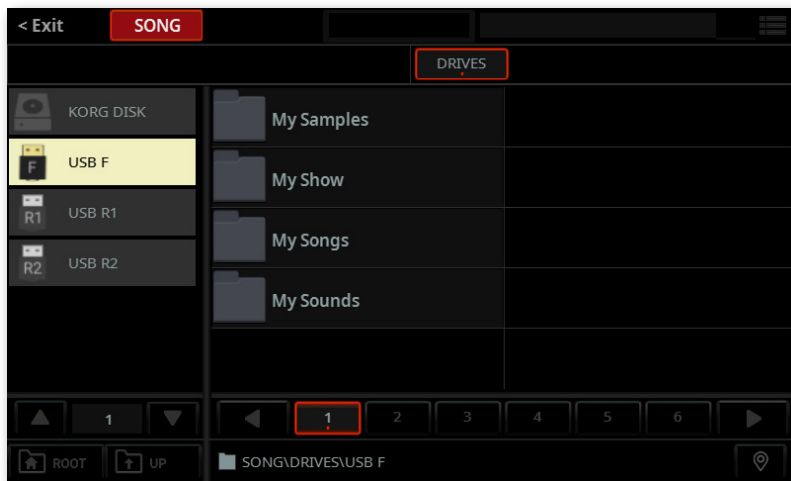 < Exit SONG
DRIVES
KORG DISK
F USB F
R1 USB R1
R2 USB R2
My Samples
My Show
My Songs
My Sounds
1
1 2 3 4 5 6
ROOT UP
SONG\DRIVES\USB F